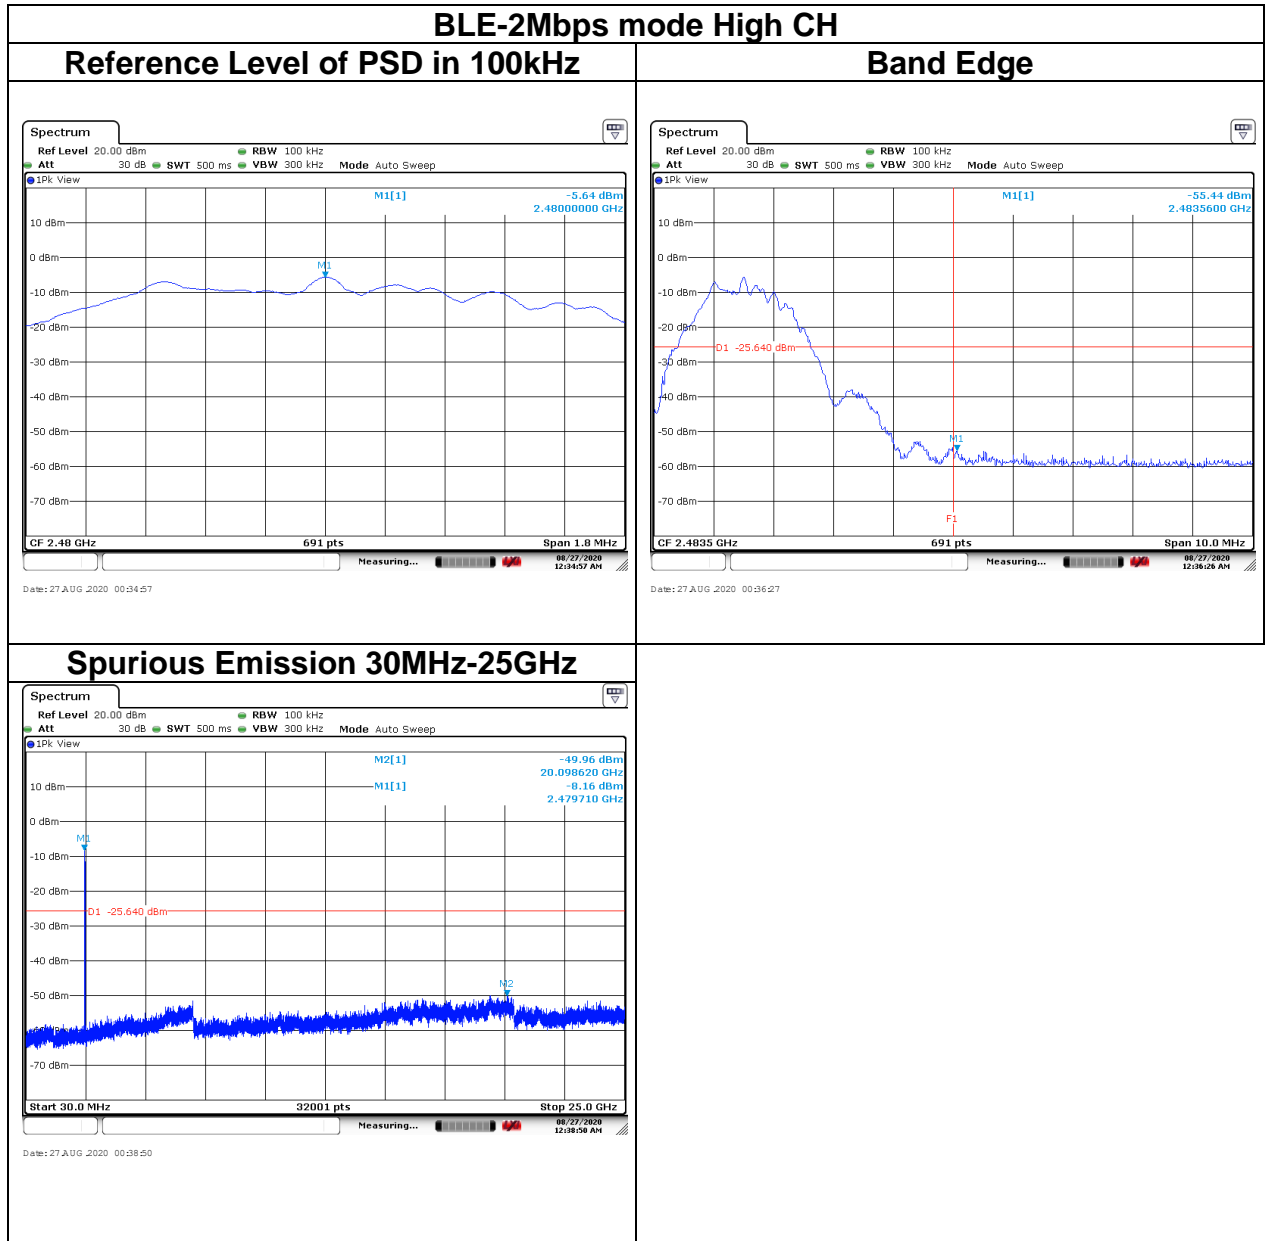 BLE-2Mbps mode High CH
Reference Level of PSD in 100kHz
Spectrum
Ref Level 20.00 dBm RBW 100 kHz
Att 30 dB SWT 500 ms VBW 300 kHz Mode Auto Sweep
1Pk View
M1[1] -5.64 dBm
2.48000000 GHz
10 dBm
0 dBm
M1
-10 dBm
-20 dBm
-30 dBm
-40 dBm
-50 dBm
-60 dBm
-70 dBm
CF 2.48 GHz 691 pts Span 1.8 MHz
Measuring... 08/27/2020
12:34:57 AM
Date: 27.AUG.2020 00:34:57
Band Edge
Spectrum
Ref Level 20.00 dBm RBW 100 kHz
Att 30 dB SWT 500 ms VBW 300 kHz Mode Auto Sweep
1Pk View
M1[1] -55.44 dBm
2.4835600 GHz
10 dBm
0 dBm
-10 dBm
-20 dBm
D1 -25.640 dBm
-30 dBm
-40 dBm
-50 dBm
M1
-60 dBm
-70 dBm
F1
CF 2.4835 GHz 691 pts Span 10.0 MHz
Measuring... 08/27/2020
12:36:26 AM
Date: 27.AUG.2020 00:36:27
Spurious Emission 30MHz-25GHz
Spectrum
Ref Level 20.00 dBm RBW 100 kHz
Att 30 dB SWT 500 ms VBW 300 kHz Mode Auto Sweep
1Pk View
M2[1] -49.96 dBm
20.098620 GHz
10 dBm M1[1] -8.16 dBm
2.479710 GHz
0 dBm
M1
-10 dBm
-20 dBm
D1 -25.640 dBm
-30 dBm
-40 dBm
M2
-50 dBm
-60 dBm
-70 dBm
Start 30.0 MHz 32001 pts Stop 25.0 GHz
Measuring... 08/27/2020
12:38:50 AM
Date: 27.AUG.2020 00:38:50